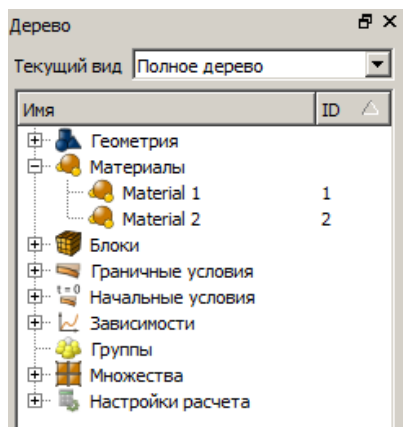 Дерево
Текущий вид Полное дерево
Имя ID
Геометрия
Материалы
Material 1 1
Material 2 2
Блоки
Граничные условия
t=0 Начальные условия
Зависимости
Группы
Множества
Настройки расчета